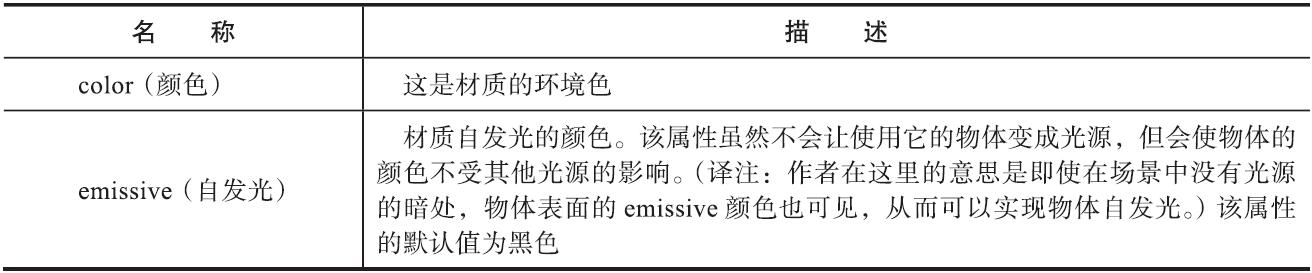 名 称 描 述
color（颜色） 这是材质的环境色
材质自发光的颜色。该属性虽然不会让使用它的物体变成光源，但会使物体的
颜色不受其他光源的影响。（译注：作者在这里的意思是即使在场景中没有光源
emissive（自发光）
的暗处，物体表面的 emissive 颜色也可见，从而可以实现物体自发光。）该属性
的默认值为黑色